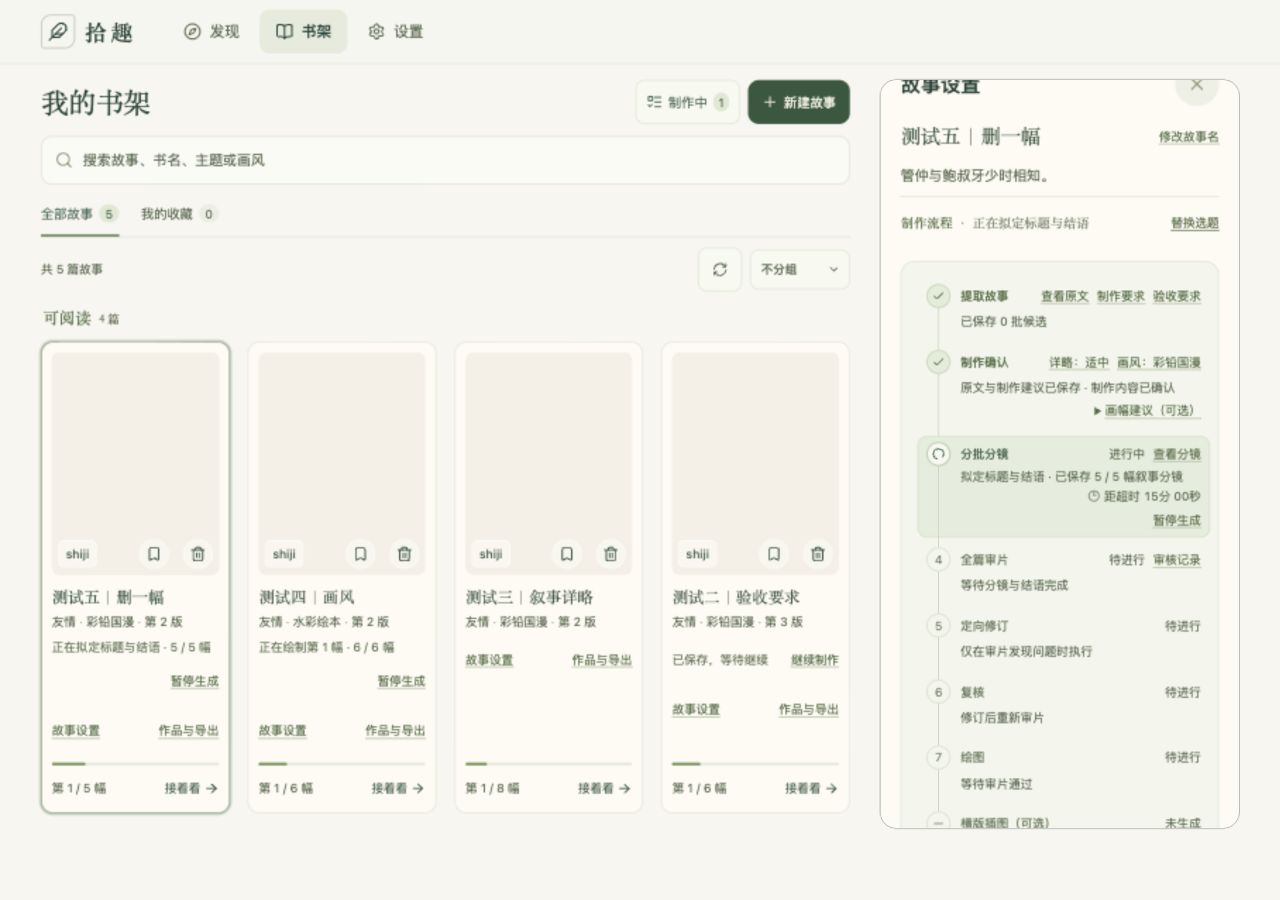 拾趣
发现
书架
设置
我的书架
制作中 1
+ 新建故事
搜索故事、书名、主题或画风
全部故事 5
我的收藏 0
共 5 篇故事
不分组
可阅读 4 篇
shiji
测试五｜删一幅
友情 · 彩铅国漫 · 第 2 版
正在拟定标题与结语 · 5 / 5 幅
暂停生成
故事设置 作品与导出
第 1 / 5 幅 接着看 →
shiji
测试四｜画风
友情 · 水彩绘本 · 第 2 版
正在绘制第 1 幅 · 6 / 6 幅
暂停生成
故事设置 作品与导出
第 1 / 6 幅 接着看 →
shiji
测试三｜叙事详略
友情 · 彩铅国漫 · 第 2 版
故事设置 作品与导出
第 1 / 8 幅 接着看 →
shiji
测试二｜验收要求
友情 · 彩铅国漫 · 第 3 版
已保存，等待继续 继续制作
故事设置 作品与导出
第 1 / 6 幅 接着看 →
故事设置
测试五｜删一幅 修改故事名
管仲与鲍叔牙少时相知。
制作流程 · 正在拟定标题与结语 替换选题
提取故事 查看原文 制作要求 验收要求
已保存 0 批候选
制作确认 详略：适中 画风：彩铅国漫
原文与制作建议已保存 · 制作内容已确认
▶ 画幅建议（可选）
分批分镜 进行中 查看分镜
拟定标题与结语 · 已保存 5 / 5 幅叙事分镜
距超时 15分 00秒
暂停生成
4 全篇审片 待进行 审核记录
等待分镜与结语完成
5 定向修订 待进行
仅在审片发现问题时执行
6 复核 待进行
修订后重新审片
7 绘图 待进行
等待审片通过
横版插图（可选） 未生成